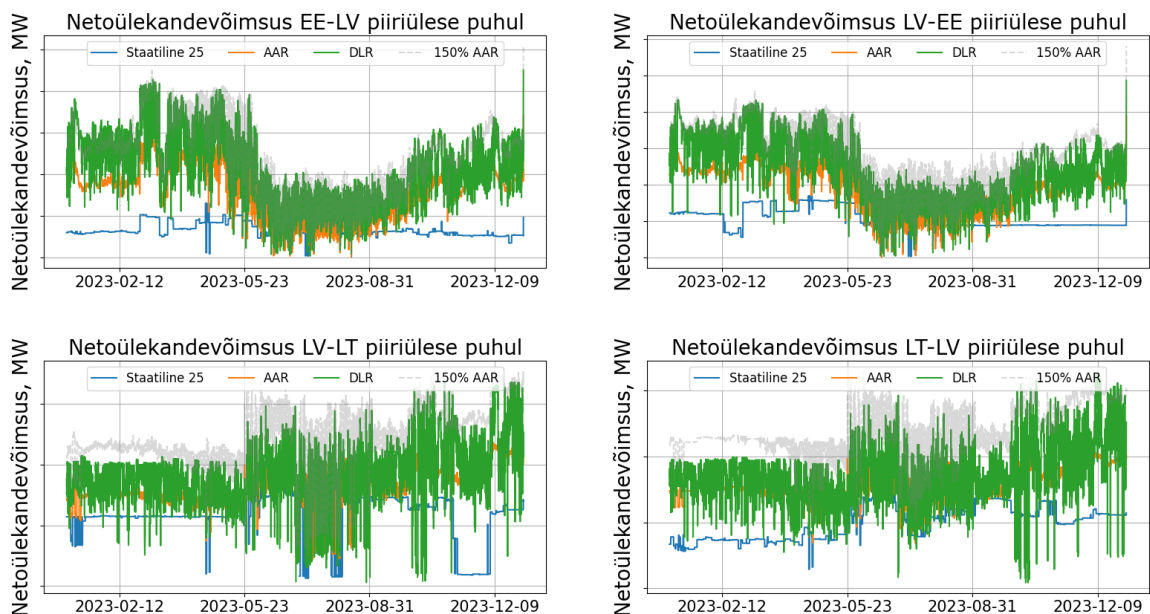 Netoülekandevõimsus EE-LV piiriülese puhul
Netoülekandevõimsus, MW
Staatiline 25 AAR DLR 150% AAR
2023-02-12 2023-05-23 2023-08-31 2023-12-09
Netoülekandevõimsus LV-EE piiriülese puhul
Netoülekandevõimsus, MW
Staatiline 25 AAR DLR 150% AAR
2023-02-12 2023-05-23 2023-08-31 2023-12-09
Netoülekandevõimsus LV-LT piiriülese puhul
Netoülekandevõimsus, MW
Staatiline 25 AAR DLR 150% AAR
2023-02-12 2023-05-23 2023-08-31 2023-12-09
Netoülekandevõimsus LT-LV piiriülese puhul
Netoülekandevõimsus, MW
Staatiline 25 AAR DLR 150% AAR
2023-02-12 2023-05-23 2023-08-31 2023-12-09